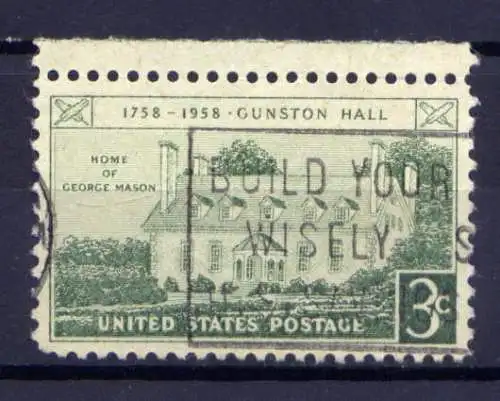 1758 – 1958 · GUNSTON HALL
HOME
OF
GEORGE MASON
BUILD YOUR
WISELY
S
3c
UNITED STATES POSTAGE